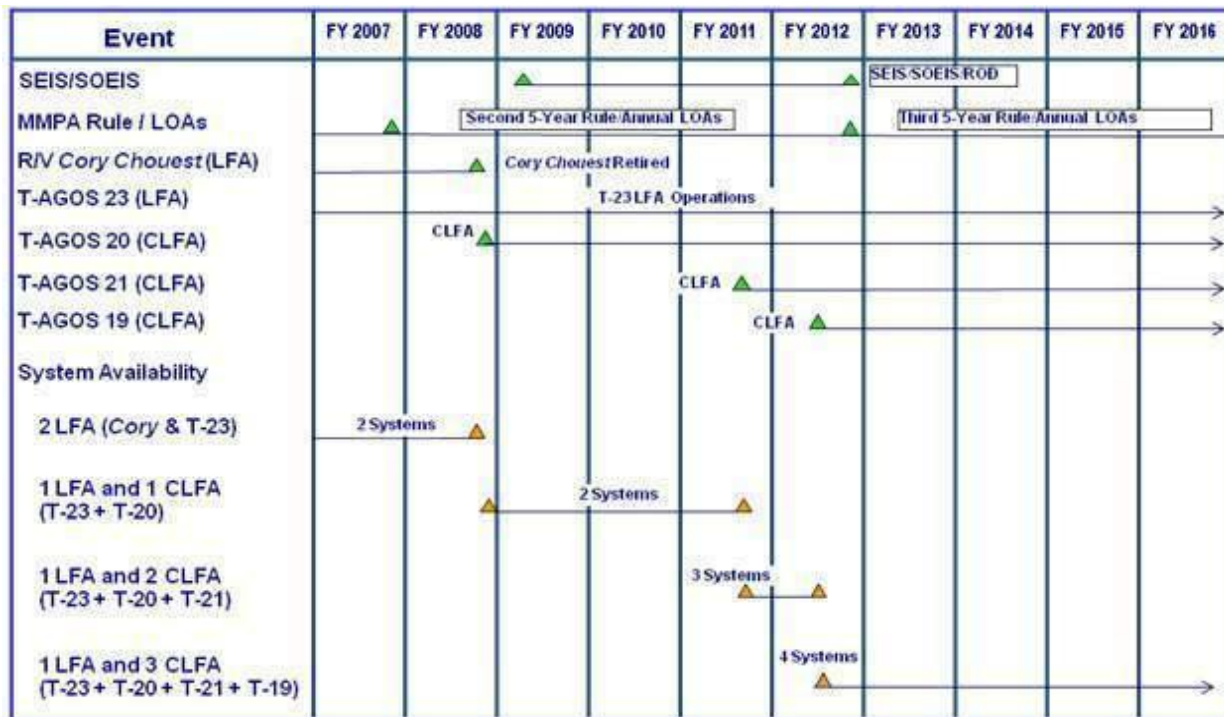 Event FY 2007 FY 2008 FY 2009 FY 2010 FY 2011 FY 2012 FY 2013 FY 2014 FY 2015 FY 2016
SEIS/SOEIS SEIS/SOEIS/ROD
MMPA Rule / LOAs Second 5-Year Rule/Annual LOAs Third 5-Year Rule/Annual LOAs
R/V Cory Chouest (LFA) Cory Chouest Retired
T-AGOS 23 (LFA) T-23 LFA Operations
T-AGOS 20 (CLFA) CLFA
T-AGOS 21 (CLFA) CLFA
T-AGOS 19 (CLFA) CLFA
System Availability
2 LFA (Cory & T-23) 2 Systems
1 LFA and 1 CLFA 2 Systems
(T-23 + T-20)
1 LFA and 2 CLFA 3 Systems
(T-23 + T-20 + T-21)
1 LFA and 3 CLFA 4 Systems
(T-23 + T-20 + T-21 + T-19)